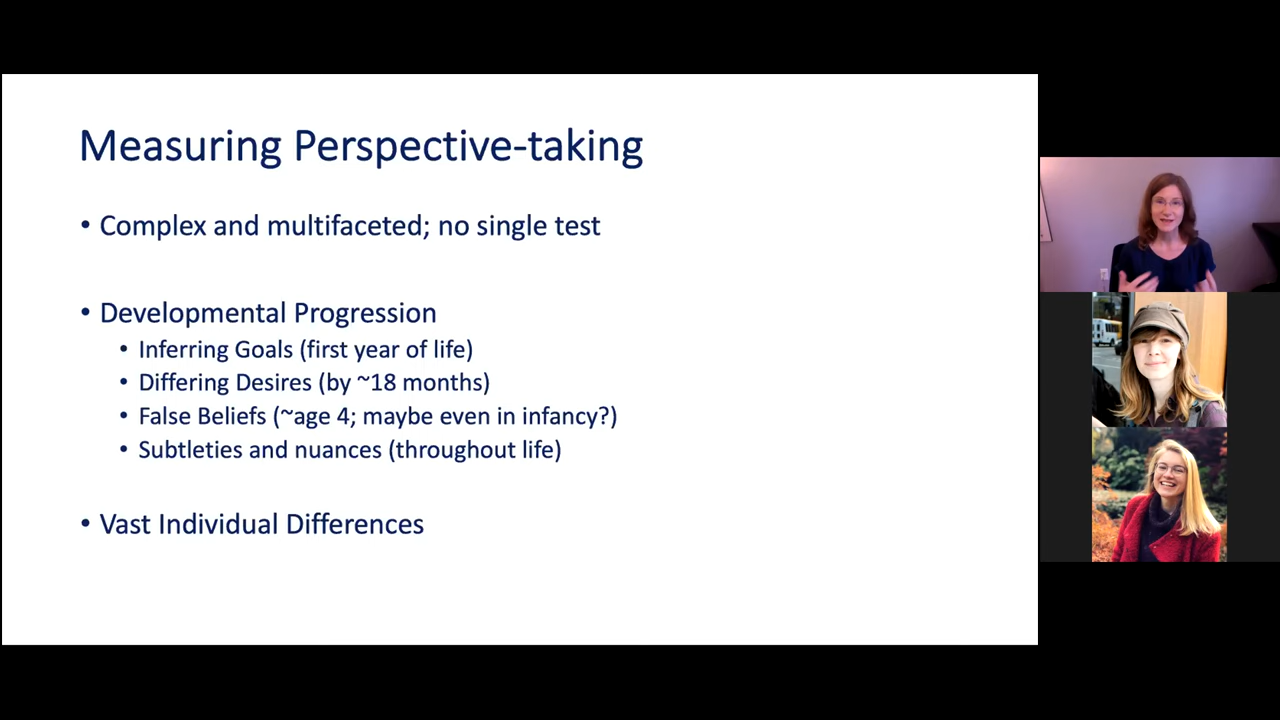 Measuring Perspective-taking
• Complex and multifaceted; no single test
• Developmental Progression
• Inferring Goals (first year of life)
• Differing Desires (by ~18 months)
• False Beliefs (~age 4; maybe even in infancy?)
• Subtleties and nuances (throughout life)
• Vast Individual Differences